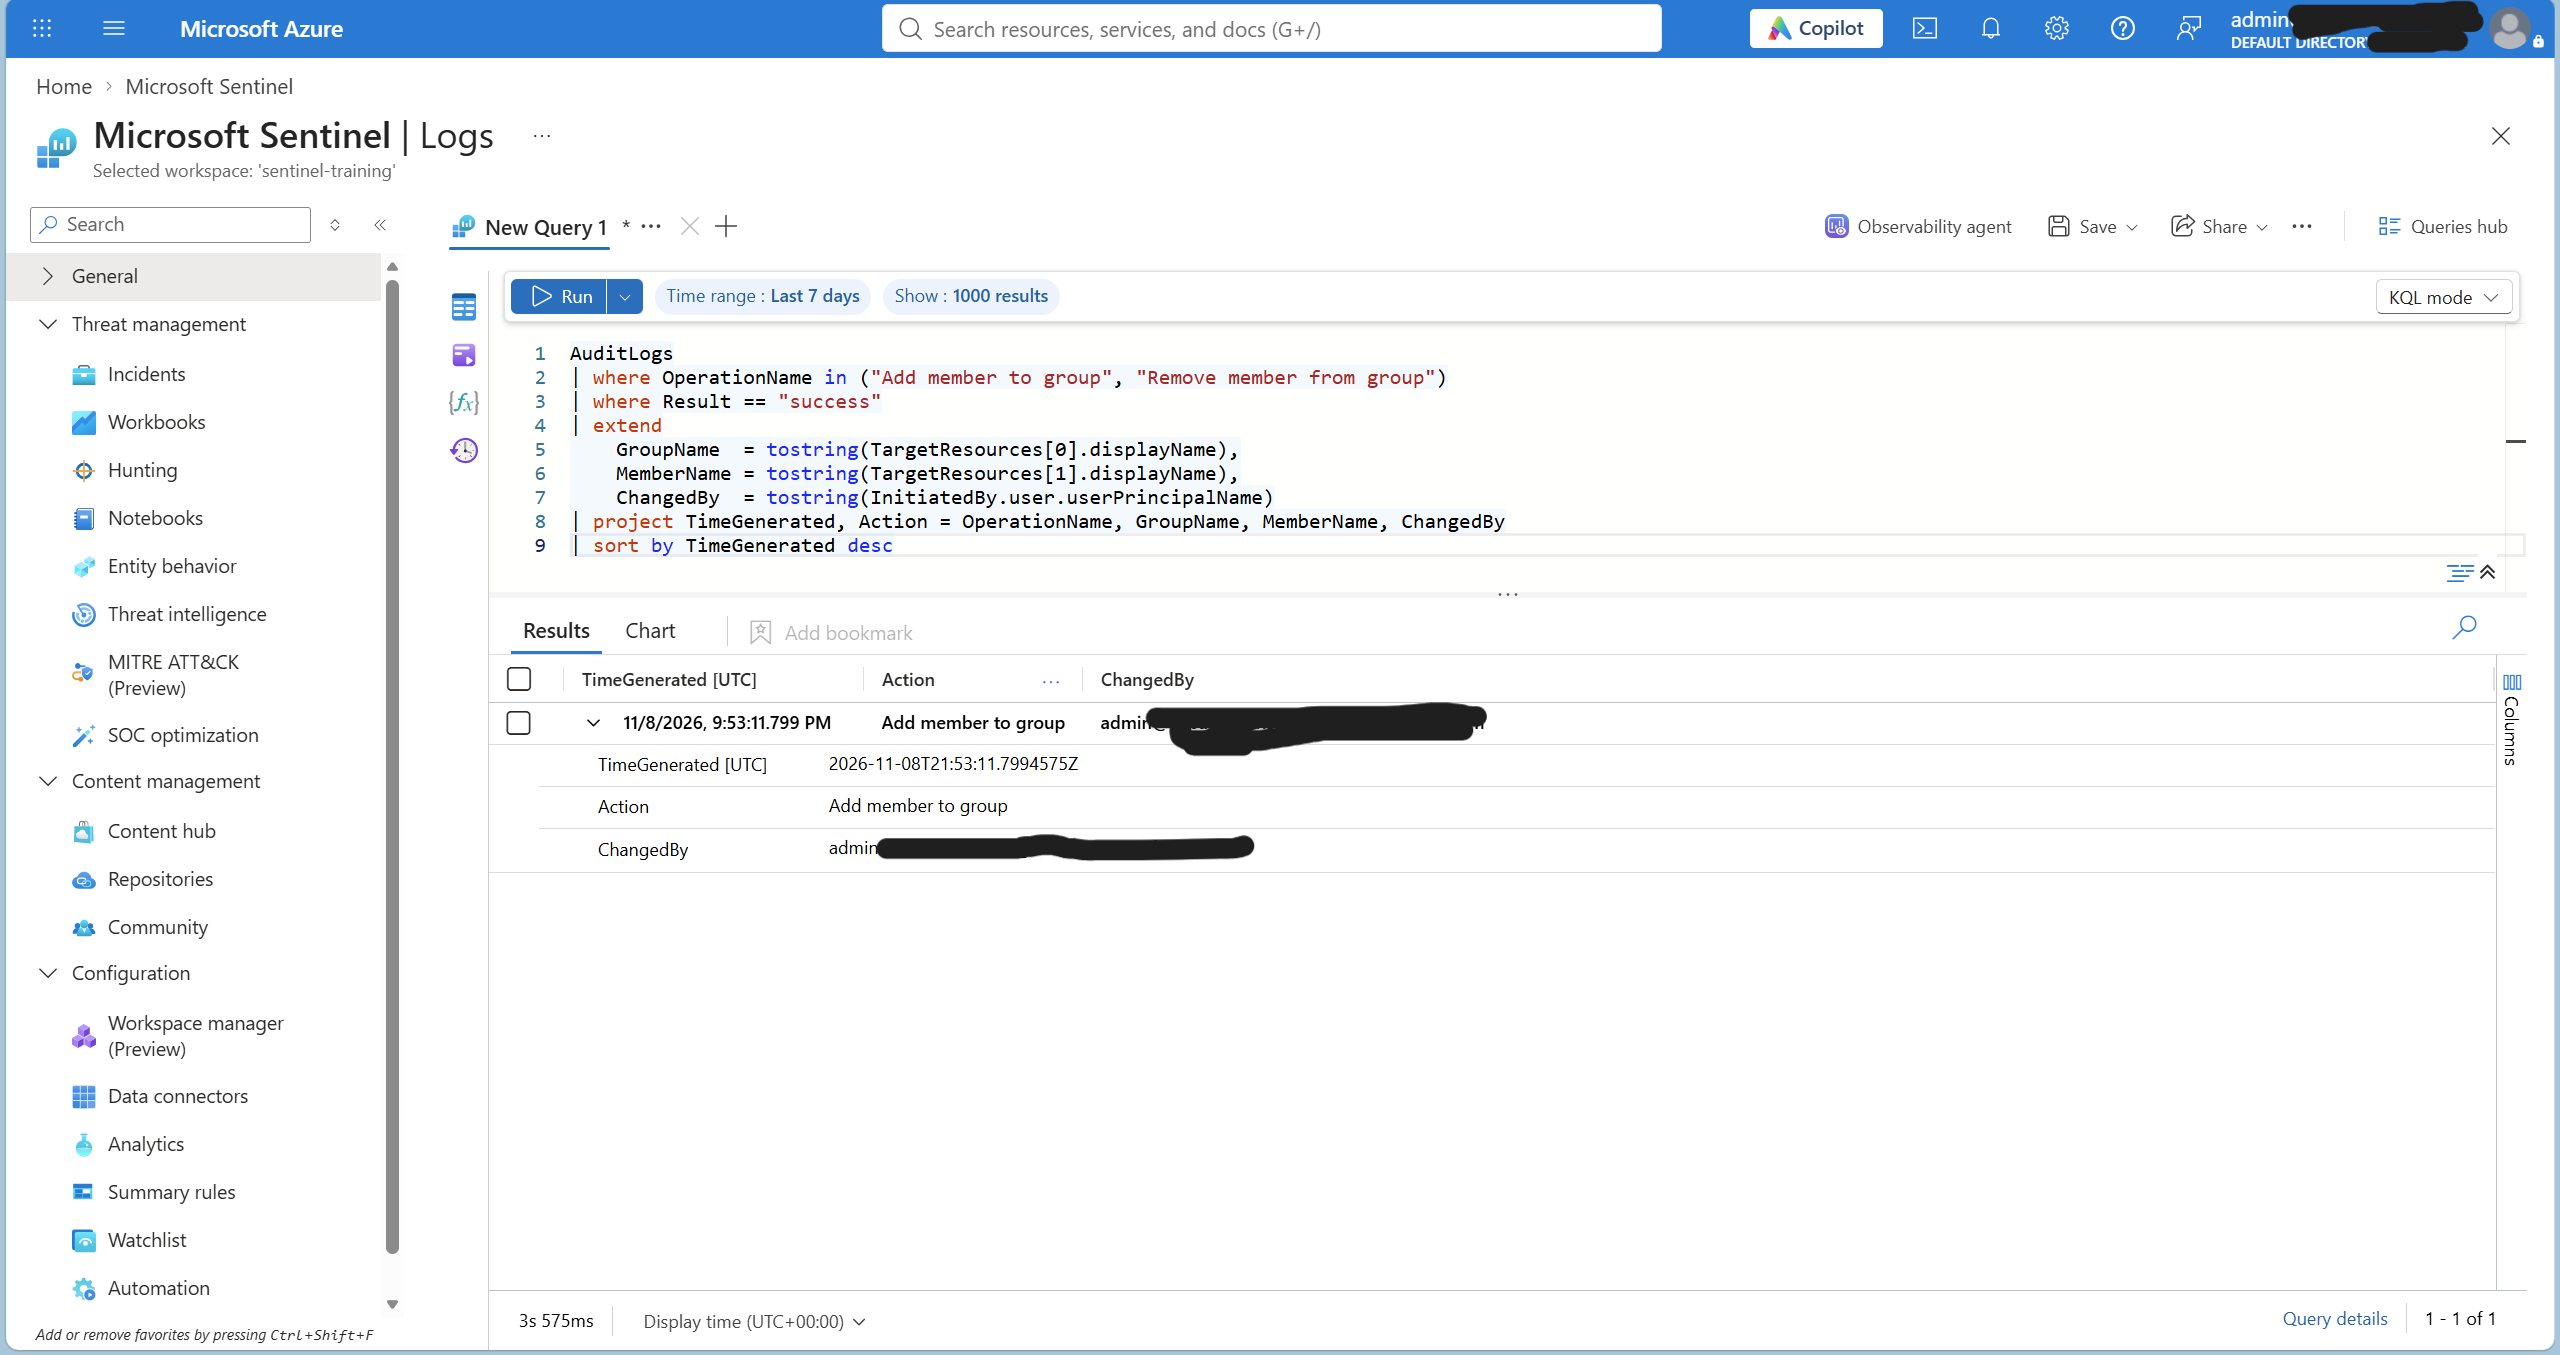 Microsoft Azure
Search resources, services, and docs (G+/)
Copilot
admin
DEFAULT DIRECTORY
Home > Microsoft Sentinel
Microsoft Sentinel | Logs
Selected workspace: 'sentinel-training'
Search
General
Threat management
Incidents
Workbooks
Hunting
Notebooks
Entity behavior
Threat intelligence
MITRE ATT&CK
(Preview)
SOC optimization
Content management
Content hub
Repositories
Community
Configuration
Workspace manager
(Preview)
Data connectors
Analytics
Summary rules
Watchlist
Automation
Add or remove favorites by pressing Ctrl+Shift+F
New Query 1 *
Observability agent
Save
Share
Queries hub
Run
Time range : Last 7 days
Show : 1000 results
KQL mode
1 AuditLogs
2 | where OperationName in ("Add member to group", "Remove member from group")
3 | where Result == "success"
4 | extend
5 GroupName = tostring(TargetResources[0].displayName),
6 MemberName = tostring(TargetResources[1].displayName),
7 ChangedBy = tostring(InitiatedBy.user.userPrincipalName)
8 | project TimeGenerated, Action = OperationName, GroupName, MemberName, ChangedBy
9 | sort by TimeGenerated desc
Results
Chart
Add bookmark
TimeGenerated [UTC] Action ChangedBy
11/8/2026, 9:53:11.799 PM Add member to group admin@
TimeGenerated [UTC] 2026-11-08T21:53:11.7994575Z
Action Add member to group
ChangedBy admin
Columns
3s 575ms
Display time (UTC+00:00)
Query details
1 - 1 of 1